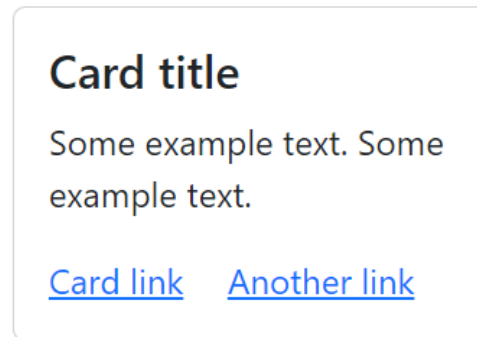 Card title
Some example text. Some
example text.
Card link Another link